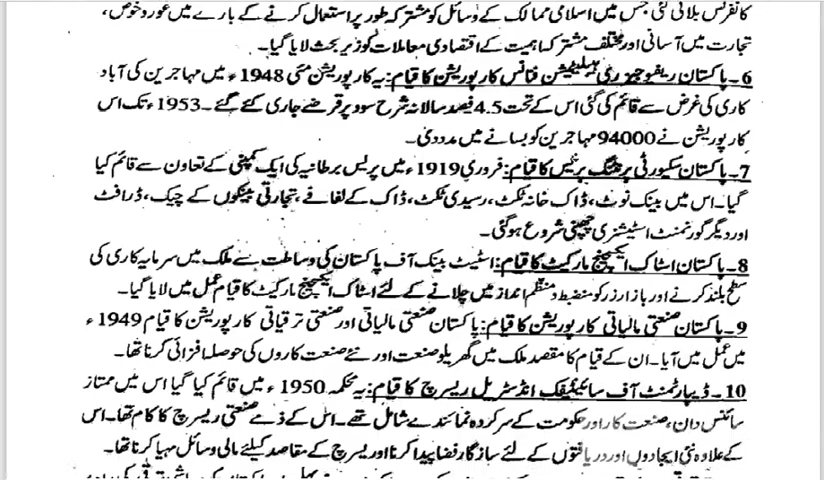 کانفرنس بلائی گئی جس میں اسلامی ممالک کے وسائل کو مشترکہ طور پر استعمال کرنے کے بارے میں غوروخوض،
تجارت میں آسانی اور مختلف مشترکہ اہمیت کے اقتصادی معاملات کو زیر بحث لایا گیا۔
6۔ پاکستان ریفیوجیز ری ہیبلیٹیشن فنانس کارپوریشن کا قیام: یہ کارپوریشن مئی 1948ء میں مہاجرین کی آباد
کاری کی غرض سے قائم کی گئی اس کے تحت 4.5 فیصد سالانہ شرح سود پر قرضے جاری کئے گئے۔ 1953ء تک اس
کارپوریشن نے 94000 مہاجرین کو بسانے میں مدد دی۔
7۔ پاکستان سکیورٹی پرنٹنگ پریس کا قیام: فروری 1919ء میں پریس برطانیہ کی ایک کمپنی کے تعاون سے قائم کیا
گیا۔ اس میں بینک نوٹ، ڈاک خانہ ٹکٹ، رسیدی ٹکٹ، ڈاک کے لفافے، تجارتی بینکوں کے چیک، ڈرافٹ
اور دیگر گورنمنٹ اسٹیشنری چھپنی شروع ہوگئی۔
8۔ پاکستان اسٹاک ایکسچینج مارکیٹ کا قیام: اسٹیٹ بینک آف پاکستان کی وساطت سے ملک میں سرمایہ کاری کی
سطح بلند کرنے اور بازار زر کو منضبط و منظم انداز میں چلانے کے لئے اسٹاک ایکسچینج مارکیٹ کا قیام عمل میں لایا گیا۔
9۔ پاکستان صنعتی مالیاتی کارپوریشن کا قیام: پاکستان صنعتی مالیاتی اور صنعتی ترقیاتی کارپوریشن کا قیام 1949ء
میں عمل میں آیا۔ ان کے قیام کا مقصد ملک میں گھریلو صنعت اور نئے صنعت کاروں کی حوصلہ افزائی کرنا تھا۔
10۔ ڈیپارٹمنٹ آف سائینٹیفک انڈسٹریل ریسرچ کا قیام: یہ محکمہ 1950ء میں قائم کیا گیا اس میں ممتاز
سائنس دان، صنعت کار اور حکومت کے سرکردہ نمائندے شامل تھے۔ اس کے ذمے صنعتی ریسرچ کا کام تھا۔ اس
کے علاوہ نئی ایجادوں اور دریافتوں کے لئے سازگار فضا پیدا کرنا اور ریسرچ کے مقاصد کیلئے مالی وسائل مہیا کرنا تھا۔